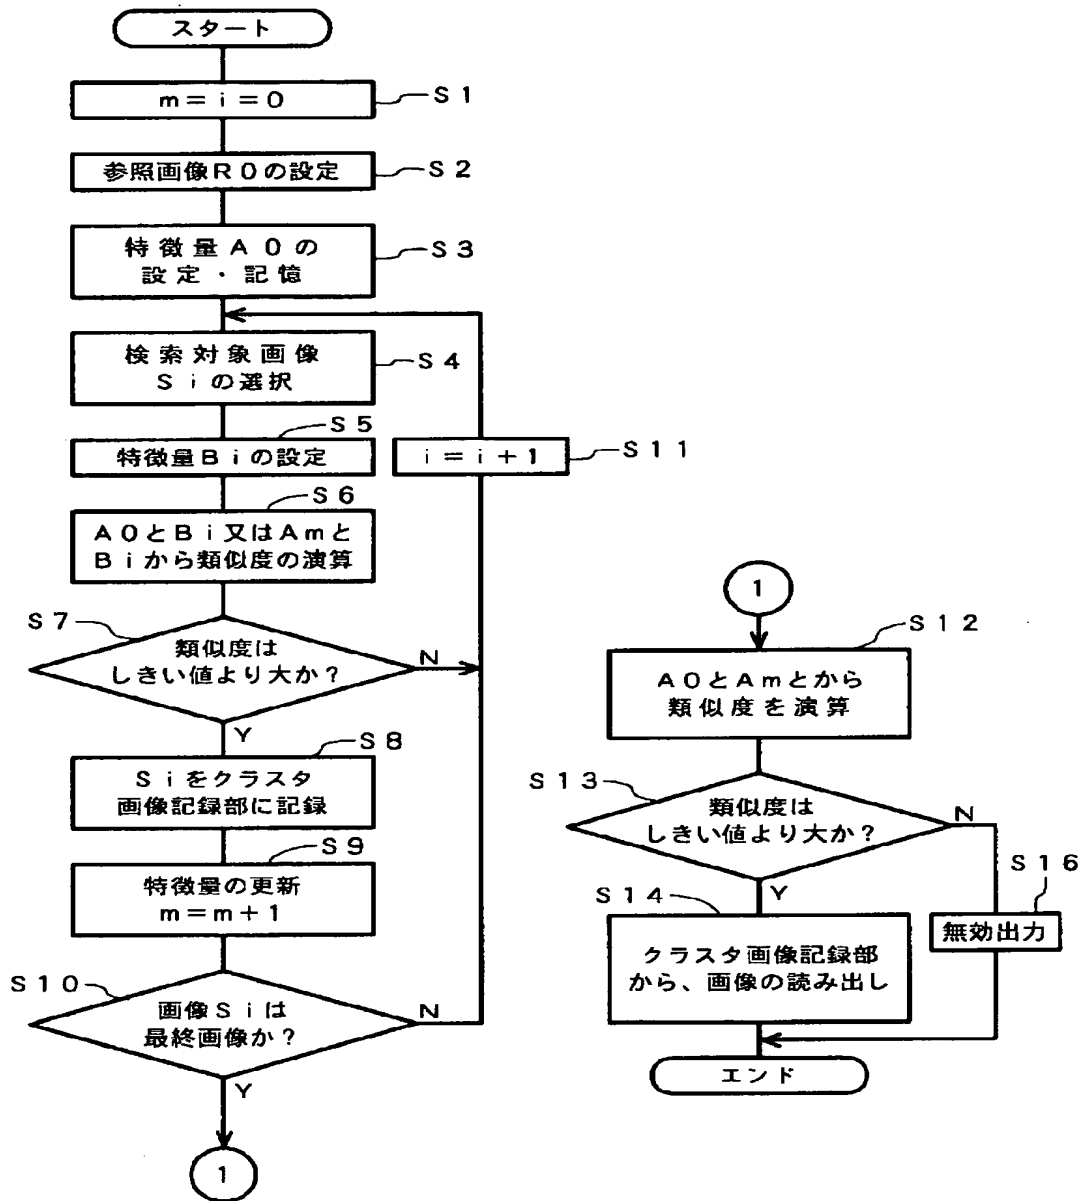 スタート
m=i=0
S1
参照画像R0の設定
S2
特徴量A0の
設定・記憶
S3
検索対象画像
Siの選択
S4
S5
特徴量Biの設定
i=i+1
S11
S6
A0とBi又はAmと
Biから類似度の演算
S7
類似度は
しきい値より大か?
N
Y
S8
Siをクラスタ
画像記録部に記録
S9
特徴量の更新
m=m+1
S10
画像Siは
最終画像か?
N
Y
1
1
S12
A0とAmとから
類似度を演算
S13
類似度は
しきい値より大か?
N
Y
S14
クラスタ画像記録部
から、画像の読み出し
S16
無効出力
エンド